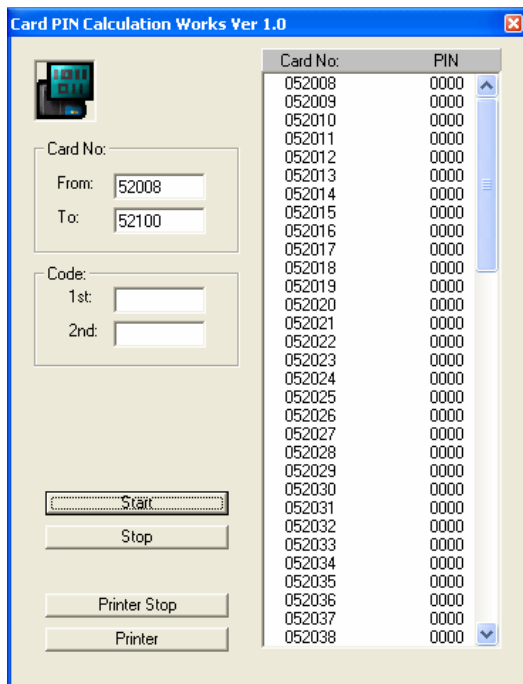 Card PIN Calculation Works Ver 1.0
Card No:
From: 52008
To: 52100
Code:
1st:
2nd:
Start
Stop
Printer Stop
Printer
Card No: PIN
052008 0000
052009 0000
052010 0000
052011 0000
052012 0000
052013 0000
052014 0000
052015 0000
052016 0000
052017 0000
052018 0000
052019 0000
052020 0000
052021 0000
052022 0000
052023 0000
052024 0000
052025 0000
052026 0000
052027 0000
052028 0000
052029 0000
052030 0000
052031 0000
052032 0000
052033 0000
052034 0000
052035 0000
052036 0000
052037 0000
052038 0000